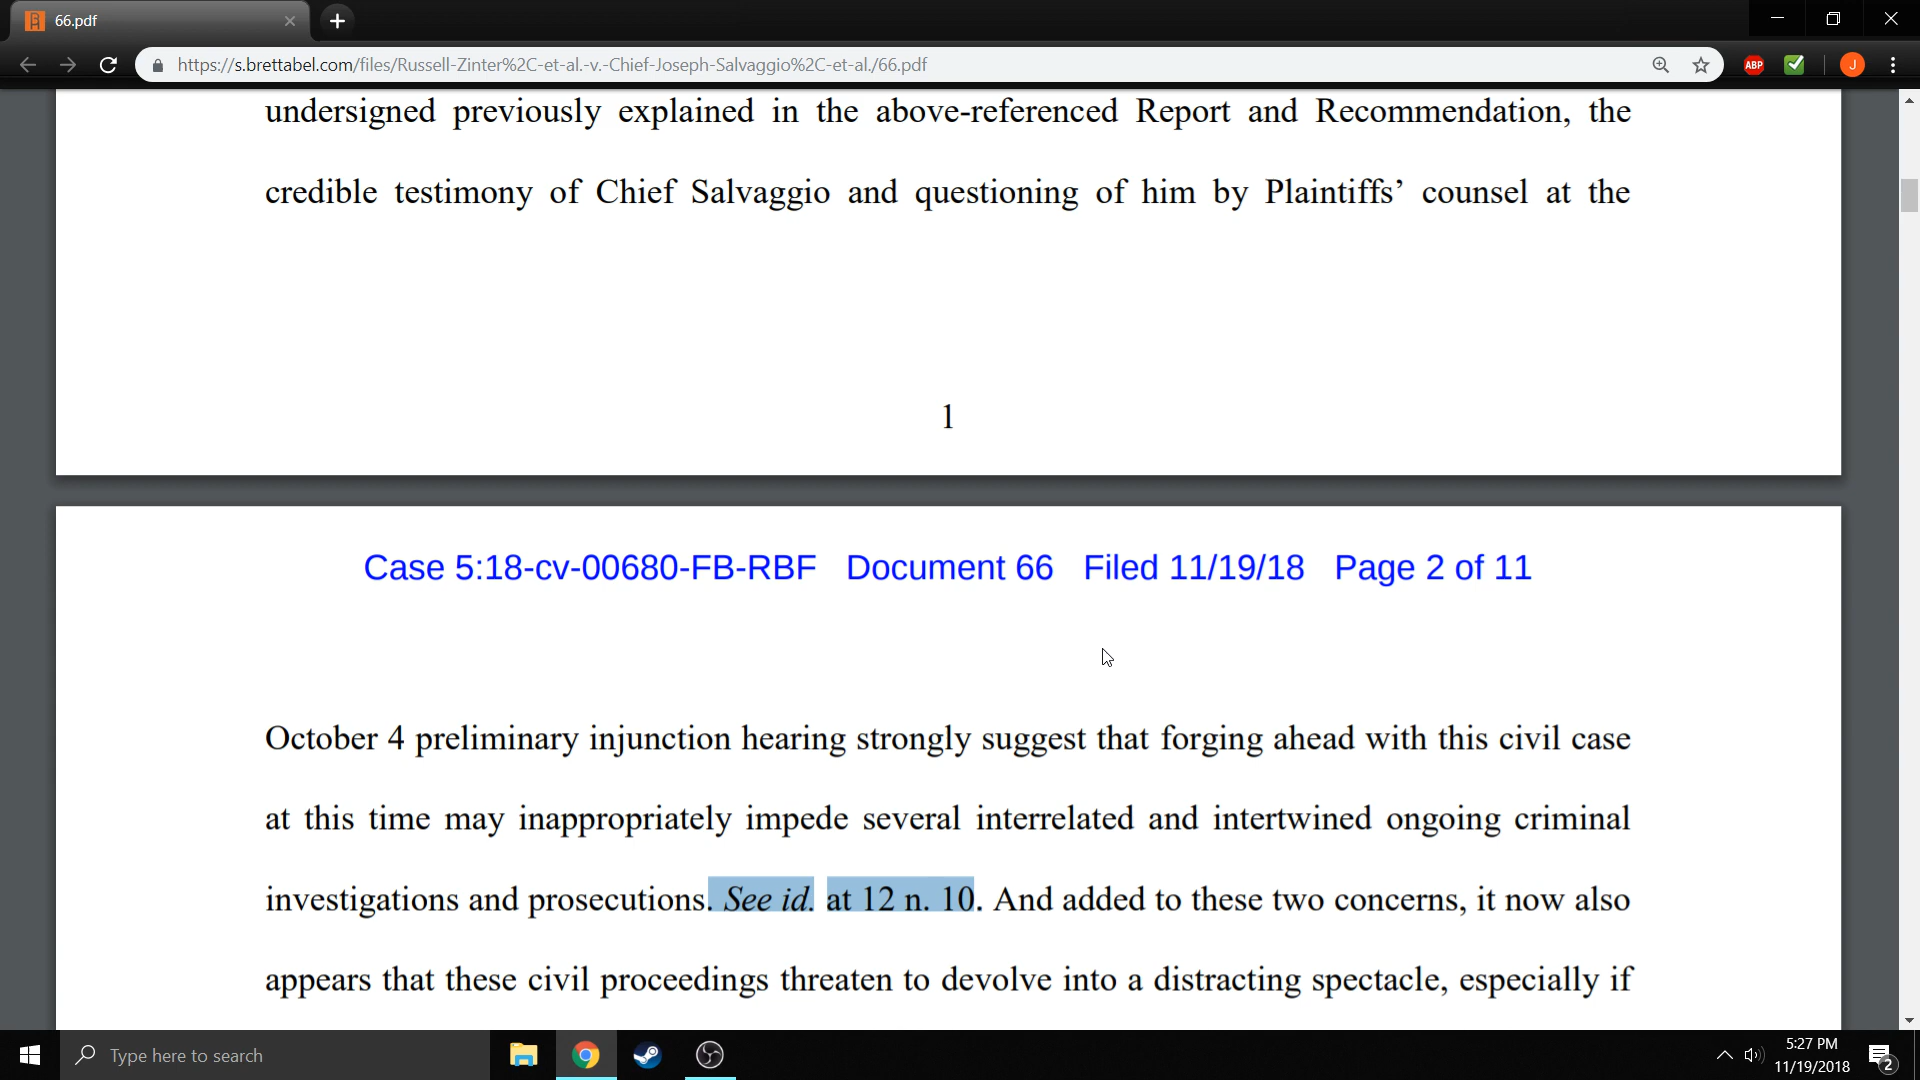 66.pdf
https://s.brettabel.com/files/Russell-Zinter%2C-et-al.-v.-Chief-Joseph-Salvaggio%2C-et-al./66.pdf
ABP
J
undersigned previously explained in the above-referenced Report and Recommendation, the
credible testimony of Chief Salvaggio and questioning of him by Plaintiffs’ counsel at the
1
Case 5:18-cv-00680-FB-RBF Document 66 Filed 11/19/18 Page 2 of 11
October 4 preliminary injunction hearing strongly suggest that forging ahead with this civil case
at this time may inappropriately impede several interrelated and intertwined ongoing criminal
investigations and prosecutions. See id. at 12 n. 10. And added to these two concerns, it now also
appears that these civil proceedings threaten to devolve into a distracting spectacle, especially if
Type here to search
5:27 PM
11/19/2018
2